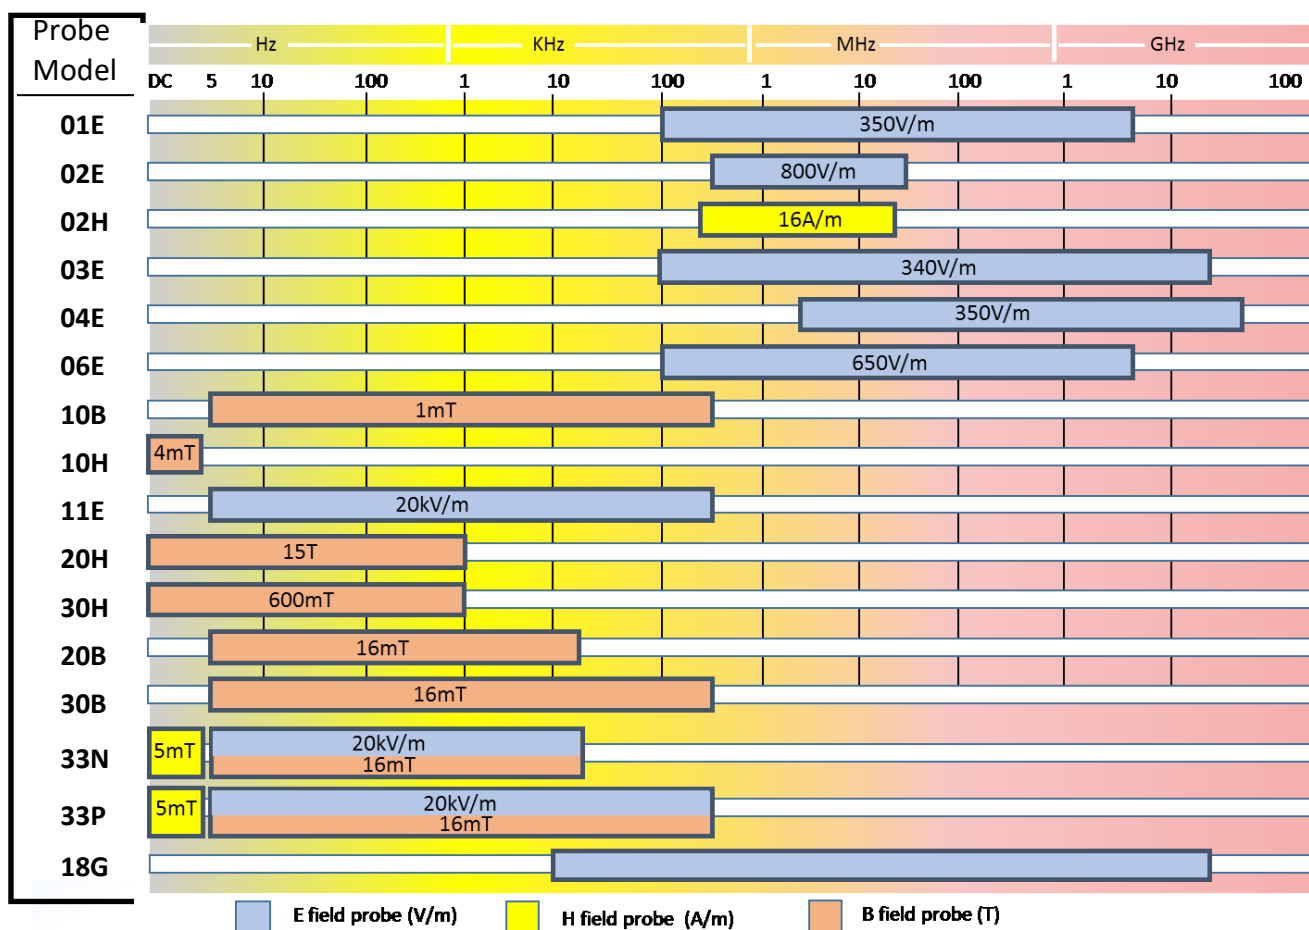 Probe
Model
Hz KHz MHz GHz
DC 5 10 100 1 10 100 1 10 100 1 10 100
01E 350V/m
02E 800V/m
02H 16A/m
03E 340V/m
04E 350V/m
06E 650V/m
10B 1mT
10H 4mT
11E 20kV/m
20H 15T
30H 600mT
20B 16mT
30B 16mT
33N 5mT 20kV/m
16mT
33P 5mT 20kV/m
16mT
18G
E field probe (V/m) H field probe (A/m) B field probe (T)